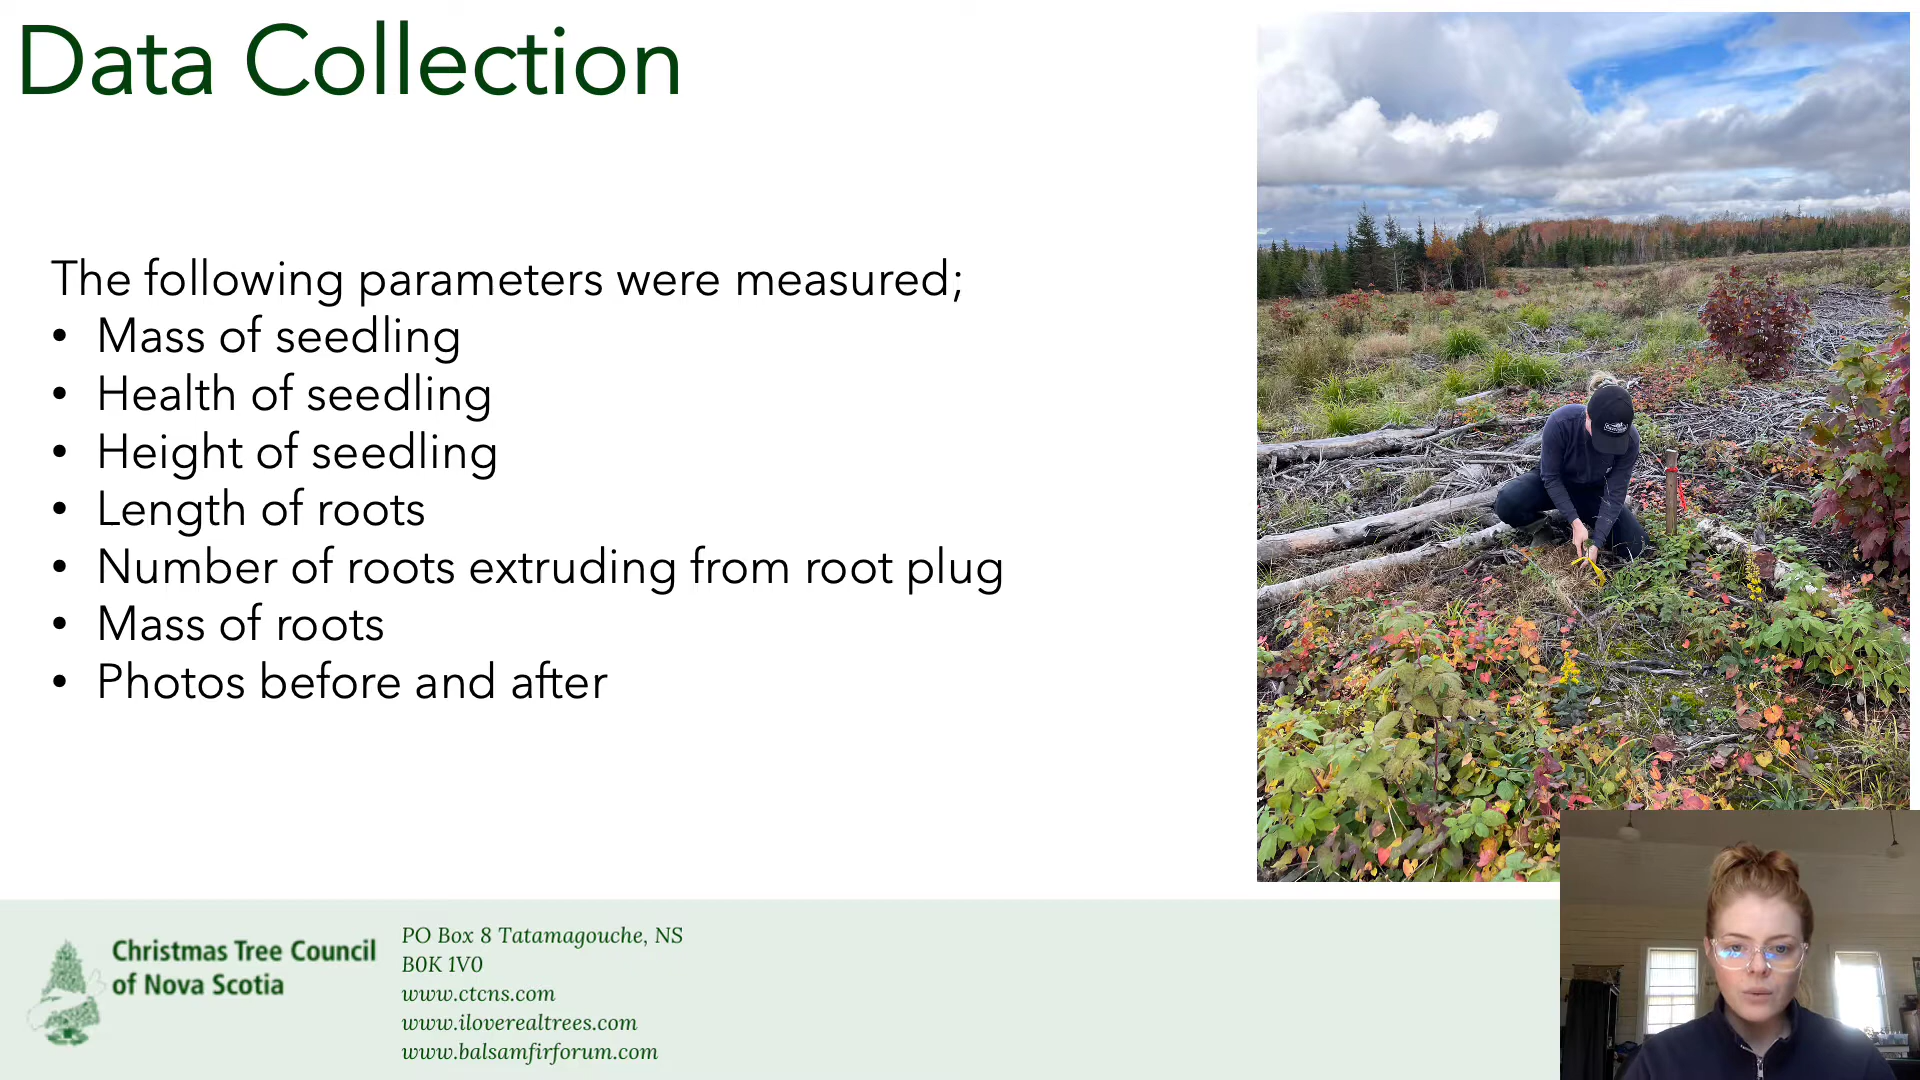 Data Collection
The following parameters were measured;
• Mass of seedling
• Health of seedling
• Height of seedling
• Length of roots
• Number of roots extruding from root plug
• Mass of roots
• Photos before and after
Christmas Tree Council
of Nova Scotia
PO Box 8 Tatamagouche, NS
B0K 1V0
www.ctcns.com
www.iloverealtrees.com
www.balsamfirforum.com